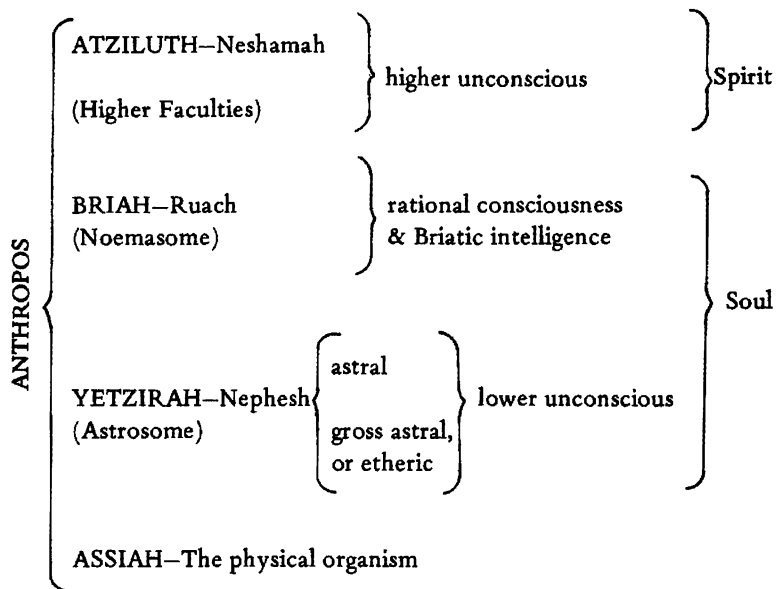 ANTHROPOS
ATZILUTH—Neshamah
(Higher Faculties)
higher unconscious
Spirit
BRIAH—Ruach
(Noemasome)
rational consciousness
& Briatic intelligence
Soul
YETZIRAH—Nephesh
(Astrosome)
astral
gross astral,
or etheric
lower unconscious
ASSIAH—The physical organism